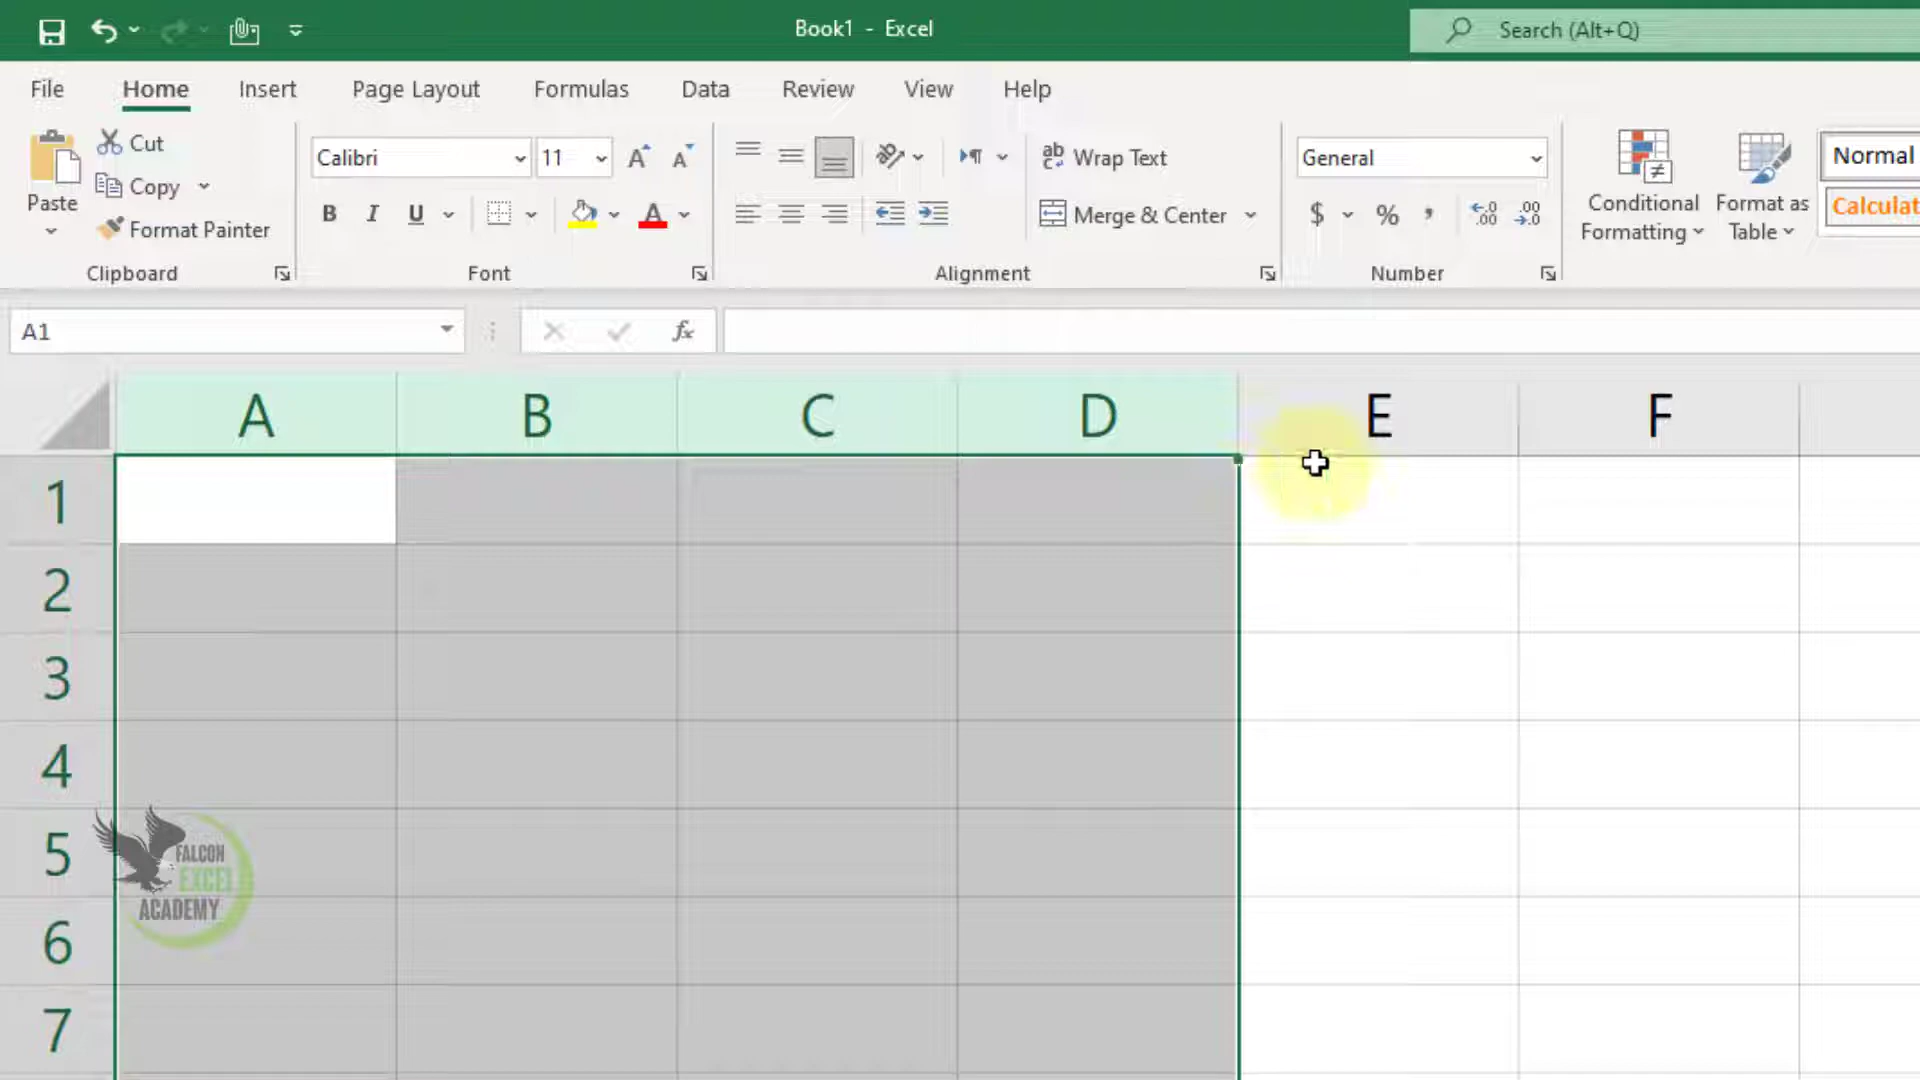 Book1 - Excel
Search (Alt+Q)
File Home Insert Page Layout Formulas Data Review View Help
Paste
Cut
Copy
Format Painter
Clipboard
Calibri 11
B I U
Font
Wrap Text
Merge & Center
Alignment
General
$ % ,
Number
Conditional Formatting
Format as Table
Normal
Calculat
A1
fx
A B C D E F
1
2
3
4
5
6
7
FALCON
EXCEL
ACADEMY